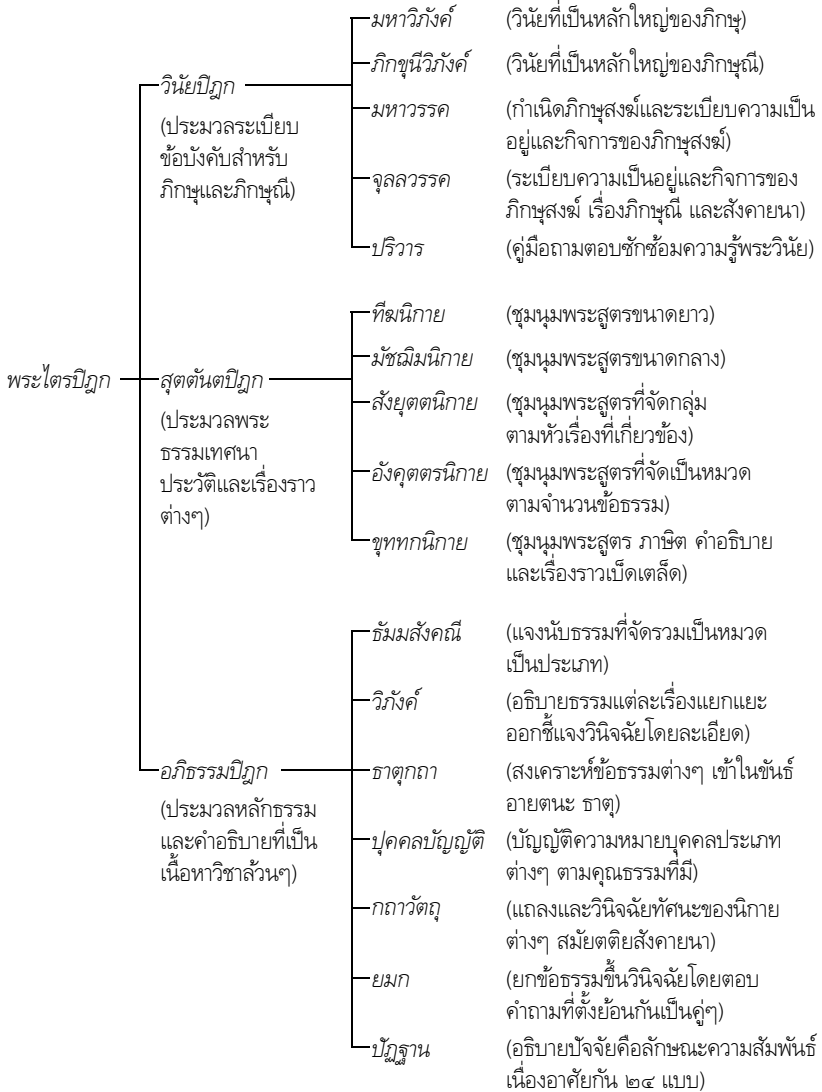 มหาวิภังค์ (วินัยที่เป็นหลักใหญ่ของภิกษุ)
ภิกขุนีวิภังค์ (วินัยที่เป็นหลักใหญ่ของภิกษุณี)
วินัยปิฎก
(ประมวลระเบียบ
ข้อบังคับสำหรับ
ภิกษุและภิกษุณี)
มหาวรรค (กำเนิดภิกษุสงฆ์และระเบียบความเป็น
อยู่และกิจการของภิกษุสงฆ์)
จุลลวรรค (ระเบียบความเป็นอยู่และกิจการของ
ภิกษุสงฆ์ เรื่องภิกษุณี และสังคายนา)
ปริวาร (คู่มือถามตอบซักซ้อมความรู้พระวินัย)
ทีฆนิกาย (ชุมนุมพระสูตรขนาดยาว)
มัชฌิมนิกาย (ชุมนุมพระสูตรขนาดกลาง)
พระไตรปิฎก
สุตตันตปิฎก
(ประมวลพระ
ธรรมเทศนา
ประวัติและเรื่องราว
ต่างๆ)
สังยุตตนิกาย (ชุมนุมพระสูตรที่จัดกลุ่ม
ตามหัวเรื่องที่เกี่ยวข้อง)
อังคุตตรนิกาย (ชุมนุมพระสูตรที่จัดเป็นหมวด
ตามจำนวนข้อธรรม)
ขุททกนิกาย (ชุมนุมพระสูตร ภาษิต คำอธิบาย
และเรื่องราวเบ็ดเตล็ด)
ธัมมสังคณี (แจงนับธรรมที่จัดรวมเป็นหมวด
เป็นประเภท)
วิภังค์ (อธิบายธรรมแต่ละเรื่องแยกแยะ
ออกชี้แจงวินิจฉัยโดยละเอียด)
อภิธรรมปิฎก
(ประมวลหลักธรรม
และคำอธิบายที่เป็น
เนื้อหาวิชาล้วนๆ)
ธาตุกถา (สงเคราะห์ข้อธรรมต่างๆ เข้าในขันธ์
อายตนะ ธาตุ)
ปุคคลบัญญัติ (บัญญัติความหมายบุคคลประเภท
ต่างๆ ตามคุณธรรมที่มี)
กถาวัตถุ (แถลงและวินิจฉัยทัศนะของนิกาย
ต่างๆ สมัยตติยสังคายนา)
ยมก (ยกข้อธรรมขึ้นวินิจฉัยโดยตอบ
คำถามที่ตั้งย้อนกันเป็นคู่ๆ)
ปัฏฐาน (อธิบายปัจจัยคือลักษณะความสัมพันธ์
เนื่องอาศัยกัน ๒๔ แบบ)